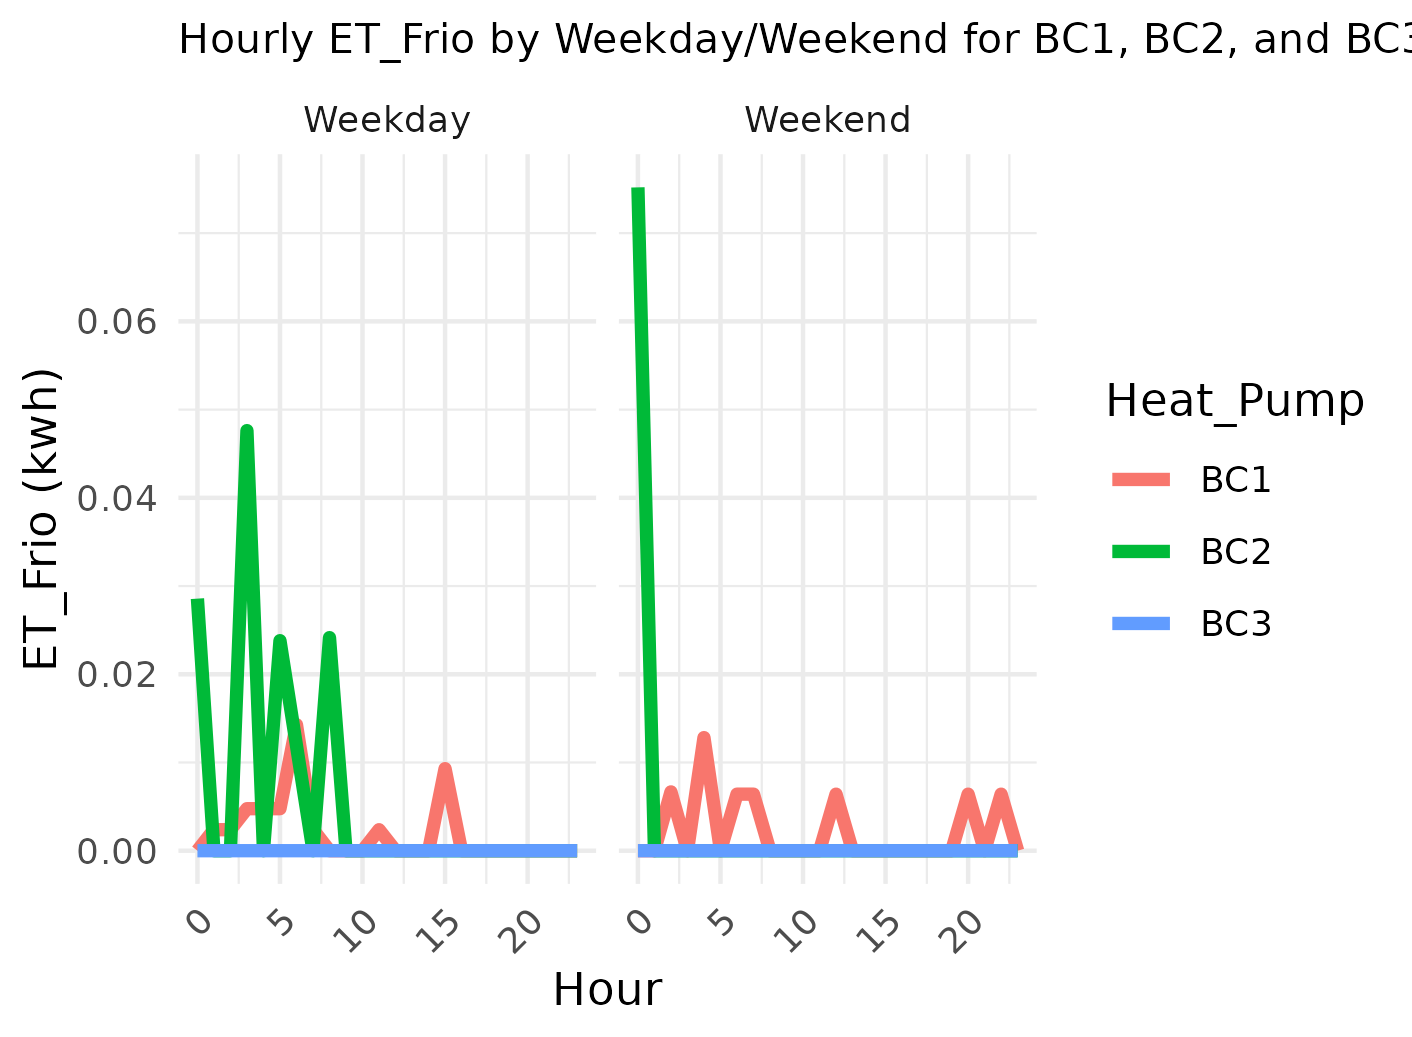 Hourly ET_Frio by Weekday/Weekend for BC1, BC2, and BC3
Weekday
Weekend
ET_Frio (kwh)
0.06
0.04
0.02
0.00
0 5 10 15 20
0 5 10 15 20
Hour
Heat_Pump
BC1
BC2
BC3